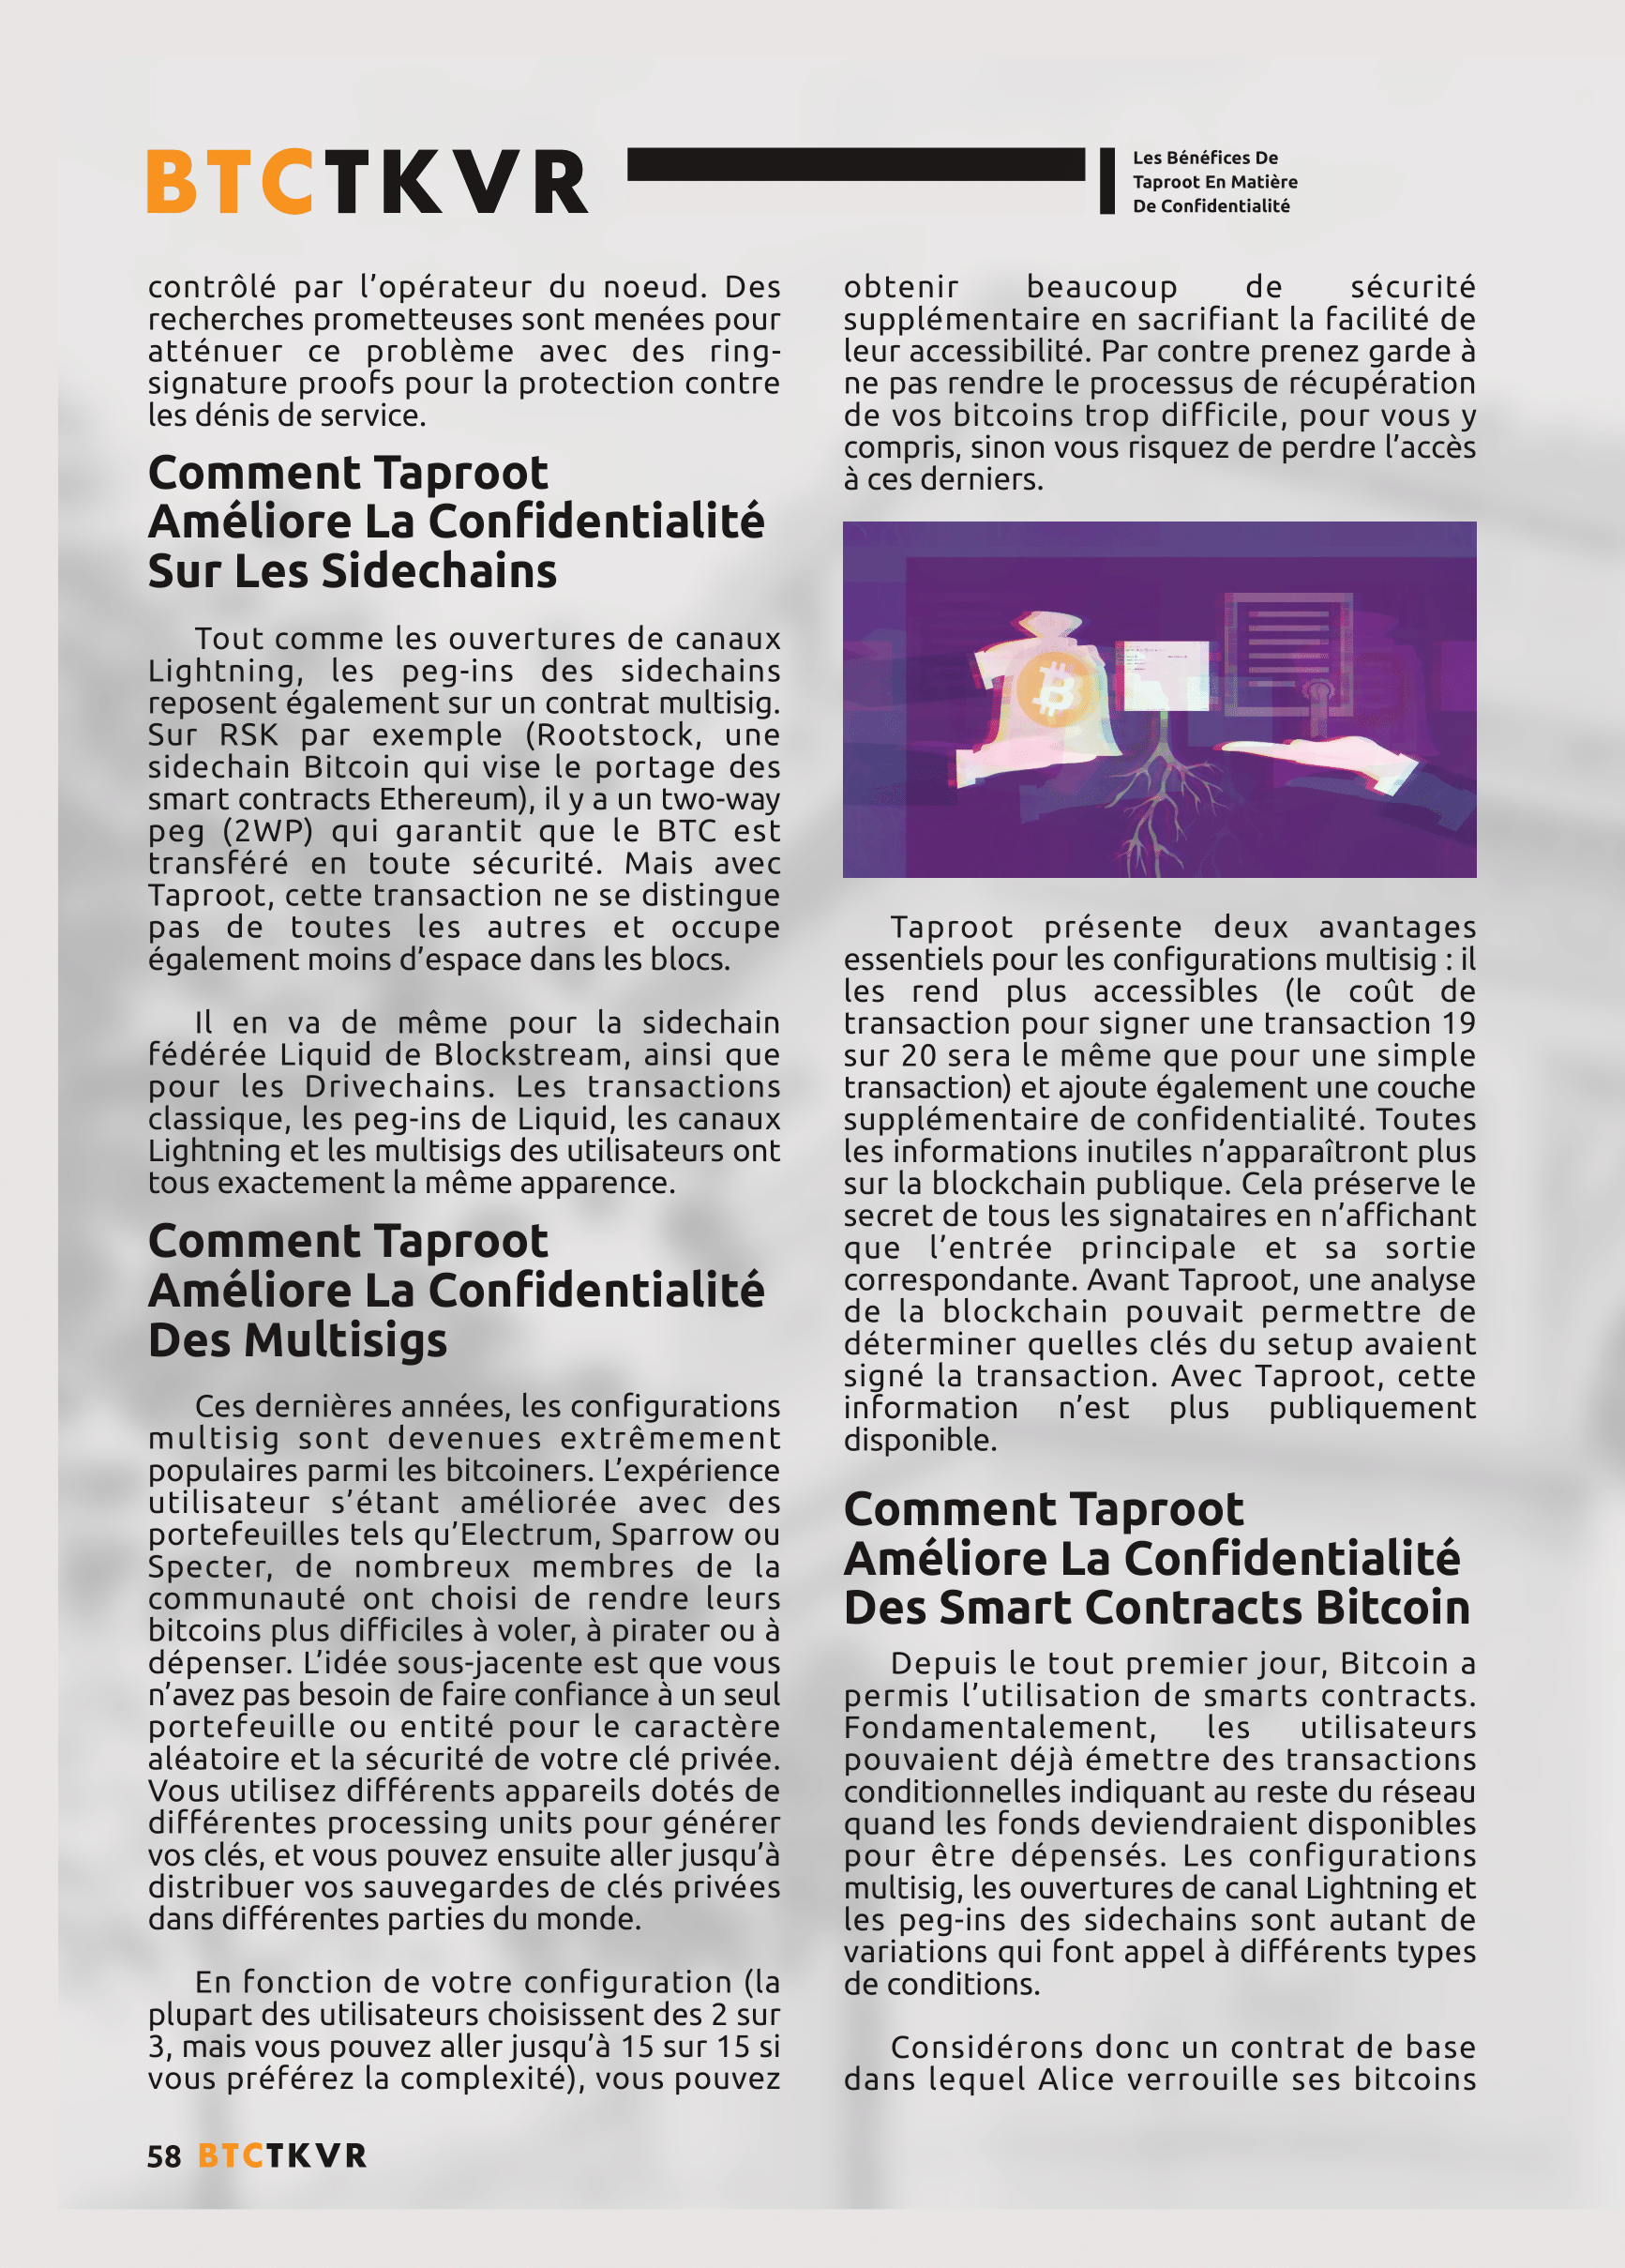 BTCTKVR
Les Bénéfices De
Taproot En Matière
De Confidentialité
contrôlé par l’opérateur du noeud. Des
recherches prometteuses sont menées pour
atténuer ce problème avec des ring-
signature proofs pour la protection contre
les dénis de service.
Comment Taproot
Améliore La Confidentialité
Sur Les Sidechains
Tout comme les ouvertures de canaux
Lightning, les peg-ins des sidechains
reposent également sur un contrat multisig.
Sur RSK par exemple (Rootstock, une
sidechain Bitcoin qui vise le portage des
smart contracts Ethereum), il y a un two-way
peg (2WP) qui garantit que le BTC est
transféré en toute sécurité. Mais avec
Taproot, cette transaction ne se distingue
pas de toutes les autres et occupe
également moins d’espace dans les blocs.
Il en va de même pour la sidechain
fédérée Liquid de Blockstream, ainsi que
pour les Drivechains. Les transactions
classique, les peg-ins de Liquid, les canaux
Lightning et les multisigs des utilisateurs ont
tous exactement la même apparence.
Comment Taproot
Améliore La Confidentialité
Des Multisigs
Ces dernières années, les configurations
multisig sont devenues extrêmement
populaires parmi les bitcoiners. L’expérience
utilisateur s’étant améliorée avec des
portefeuilles tels qu’Electrum, Sparrow ou
Specter, de nombreux membres de la
communauté ont choisi de rendre leurs
bitcoins plus difficiles à voler, à pirater ou à
dépenser. L’idée sous-jacente est que vous
n’avez pas besoin de faire confiance à un seul
portefeuille ou entité pour le caractère
aléatoire et la sécurité de votre clé privée.
Vous utilisez différents appareils dotés de
différentes processing units pour générer
vos clés, et vous pouvez ensuite aller jusqu’à
distribuer vos sauvegardes de clés privées
dans différentes parties du monde.
En fonction de votre configuration (la
plupart des utilisateurs choisissent des 2 sur
3, mais vous pouvez aller jusqu’à 15 sur 15 si
vous préférez la complexité), vous pouvez
obtenir beaucoup de sécurité
supplémentaire en sacrifiant la facilité de
leur accessibilité. Par contre prenez garde à
ne pas rendre le processus de récupération
de vos bitcoins trop difficile, pour vous y
compris, sinon vous risquez de perdre l’accès
à ces derniers.
Taproot présente deux avantages
essentiels pour les configurations multisig : il
les rend plus accessibles (le coût de
transaction pour signer une transaction 19
sur 20 sera le même que pour une simple
transaction) et ajoute également une couche
supplémentaire de confidentialité. Toutes
les informations inutiles n’apparaîtront plus
sur la blockchain publique. Cela préserve le
secret de tous les signataires en n’affichant
que l’entrée principale et sa sortie
correspondante. Avant Taproot, une analyse
de la blockchain pouvait permettre de
déterminer quelles clés du setup avaient
signé la transaction. Avec Taproot, cette
information n’est plus publiquement
disponible.
Comment Taproot
Améliore La Confidentialité
Des Smart Contracts Bitcoin
Depuis le tout premier jour, Bitcoin a
permis l’utilisation de smarts contracts.
Fondamentalement, les utilisateurs
pouvaient déjà émettre des transactions
conditionnelles indiquant au reste du réseau
quand les fonds deviendraient disponibles
pour être dépensés. Les configurations
multisig, les ouvertures de canal Lightning et
les peg-ins des sidechains sont autant de
variations qui font appel à différents types
de conditions.
Considérons donc un contrat de base
dans lequel Alice verrouille ses bitcoins
58 BTCTKVR